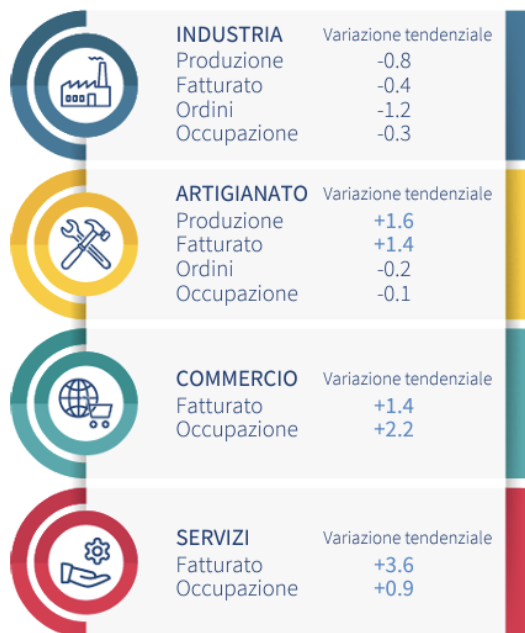 INDUSTRIA Variazione tendenziale
Produzione -0.8
Fatturato -0.4
Ordini -1.2
Occupazione -0.3
ARTIGIANATO Variazione tendenziale
Produzione +1.6
Fatturato +1.4
Ordini -0.2
Occupazione -0.1
COMMERCIO Variazione tendenziale
Fatturato +1.4
Occupazione +2.2
SERVIZI Variazione tendenziale
Fatturato +3.6
Occupazione +0.9